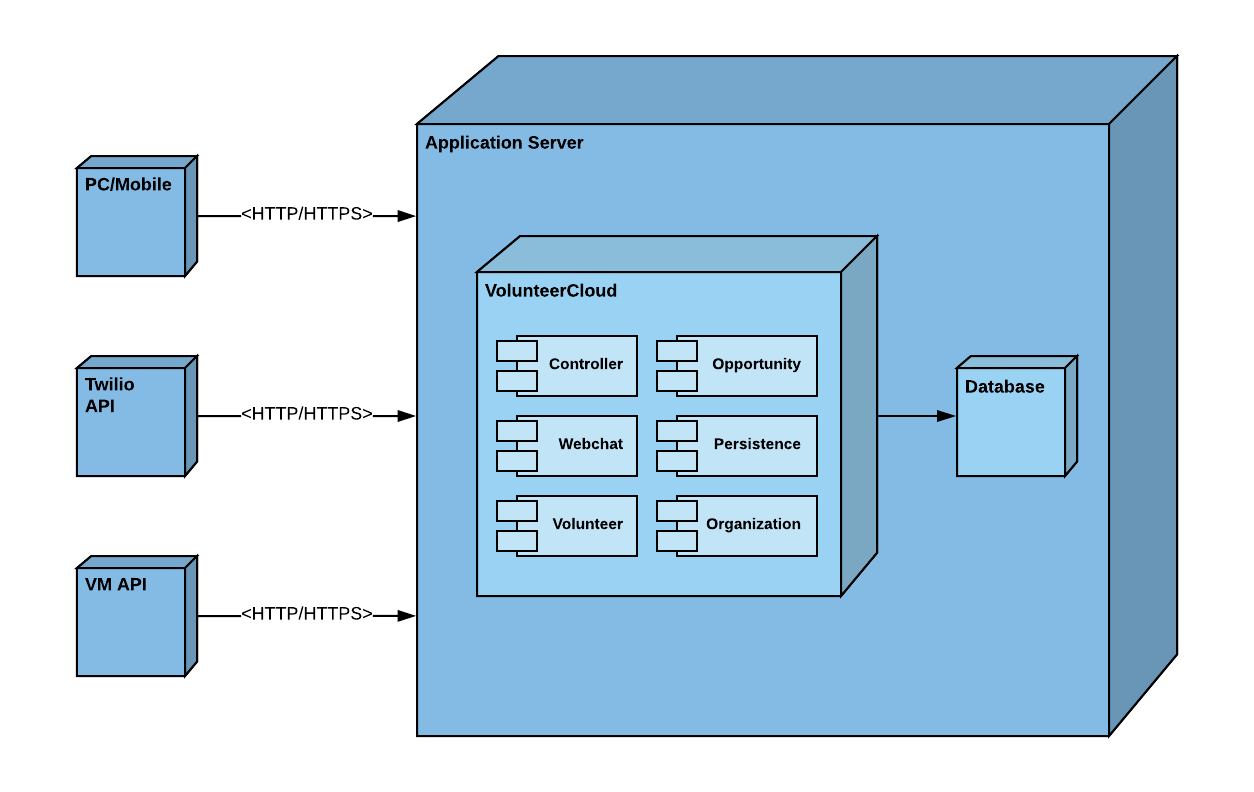 Application Server
PC/Mobile
<HTTP/HTTPS>
VolunteerCloud
Controller
Opportunity
Twilio
API
<HTTP/HTTPS>
Database
Webchat
Persistence
Volunteer
Organization
VM API
<HTTP/HTTPS>